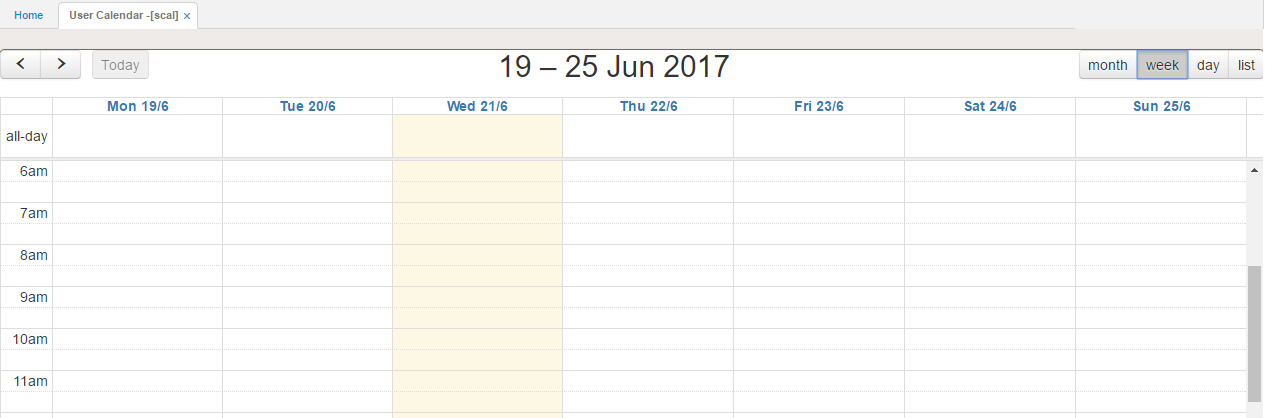 Home User Calendar -[scal] ×
Today 19 – 25 Jun 2017 month week day list
Mon 19/6 Tue 20/6 Wed 21/6 Thu 22/6 Fri 23/6 Sat 24/6 Sun 25/6
all-day
6am
7am
8am
9am
10am
11am